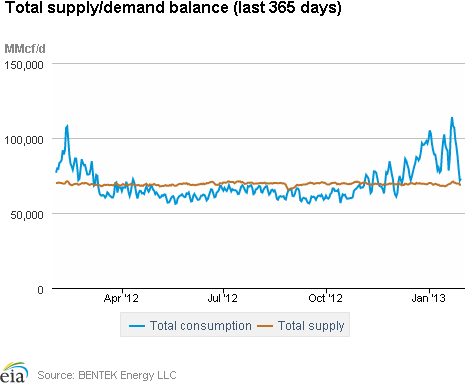 Total supply/demand balance (last 365 days)
MMcf/d
150,000
100,000
50,000
0
Apr '12 Jul '12 Oct '12 Jan '13
Total consumption Total supply
eia Source: BENTEK Energy LLC